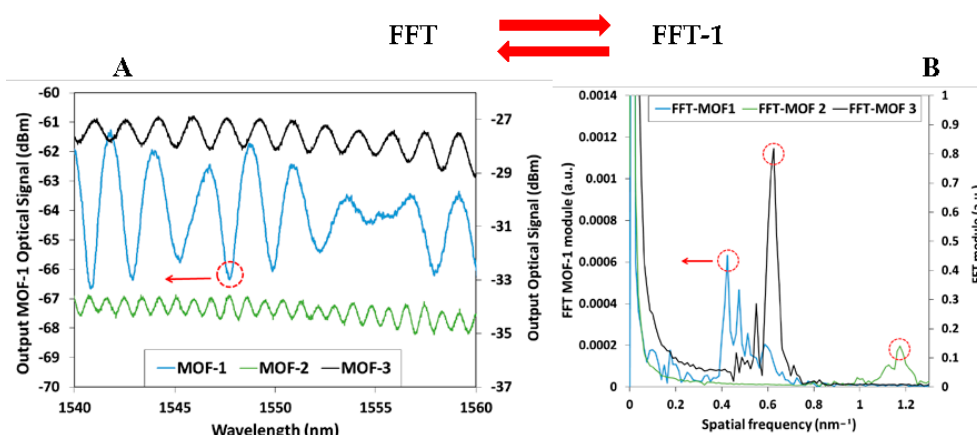 FFT FFT-1
A
B
-60
-61
-62
-63
-64
-65
-66
-67
-68
-69
-70
Output MOF-1 Optical Signal (dBm)
-27
-29
-31
-33
-35
-37
Output Optical Signal (dBm)
MOF-1 MOF-2 MOF-3
1540 1545 1550 1555 1560
Wavelength (nm)
0.0014
0.0012
0.001
0.0008
0.0006
0.0004
0.0002
0
FFT MOF-1 module (a.u.)
FFT-MOF1 FFT-MOF 2 FFT-MOF 3
1
0.9
0.8
0.7
0.6
0.5
0.4
0.3
0.2
0.1
0
FFT module (a.u.)
0 0.2 0.4 0.6 0.8 1 1.2
Spatial frequency (nm⁻¹)